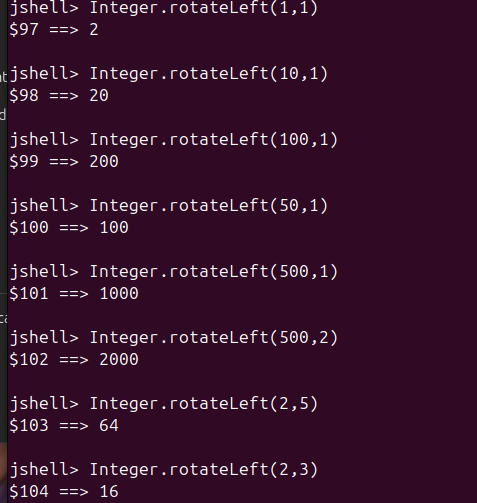 jshell> Integer.rotateLeft(1,1)
$97 ==> 2
jshell> Integer.rotateLeft(10,1)
$98 ==> 20
jshell> Integer.rotateLeft(100,1)
$99 ==> 200
jshell> Integer.rotateLeft(50,1)
$100 ==> 100
jshell> Integer.rotateLeft(500,1)
$101 ==> 1000
jshell> Integer.rotateLeft(500,2)
$102 ==> 2000
jshell> Integer.rotateLeft(2,5)
$103 ==> 64
jshell> Integer.rotateLeft(2,3)
$104 ==> 16